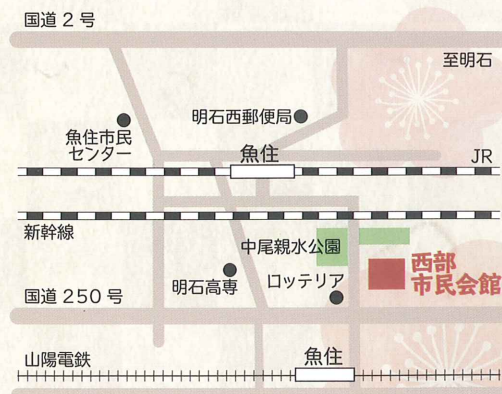 国道2号
至明石
明石西郵便局
魚住市民
センター
魚住
JR
新幹線
中尾親水公園
西部
市民会館
明石高専
ロッテリア
国道250号
山陽電鉄
魚住